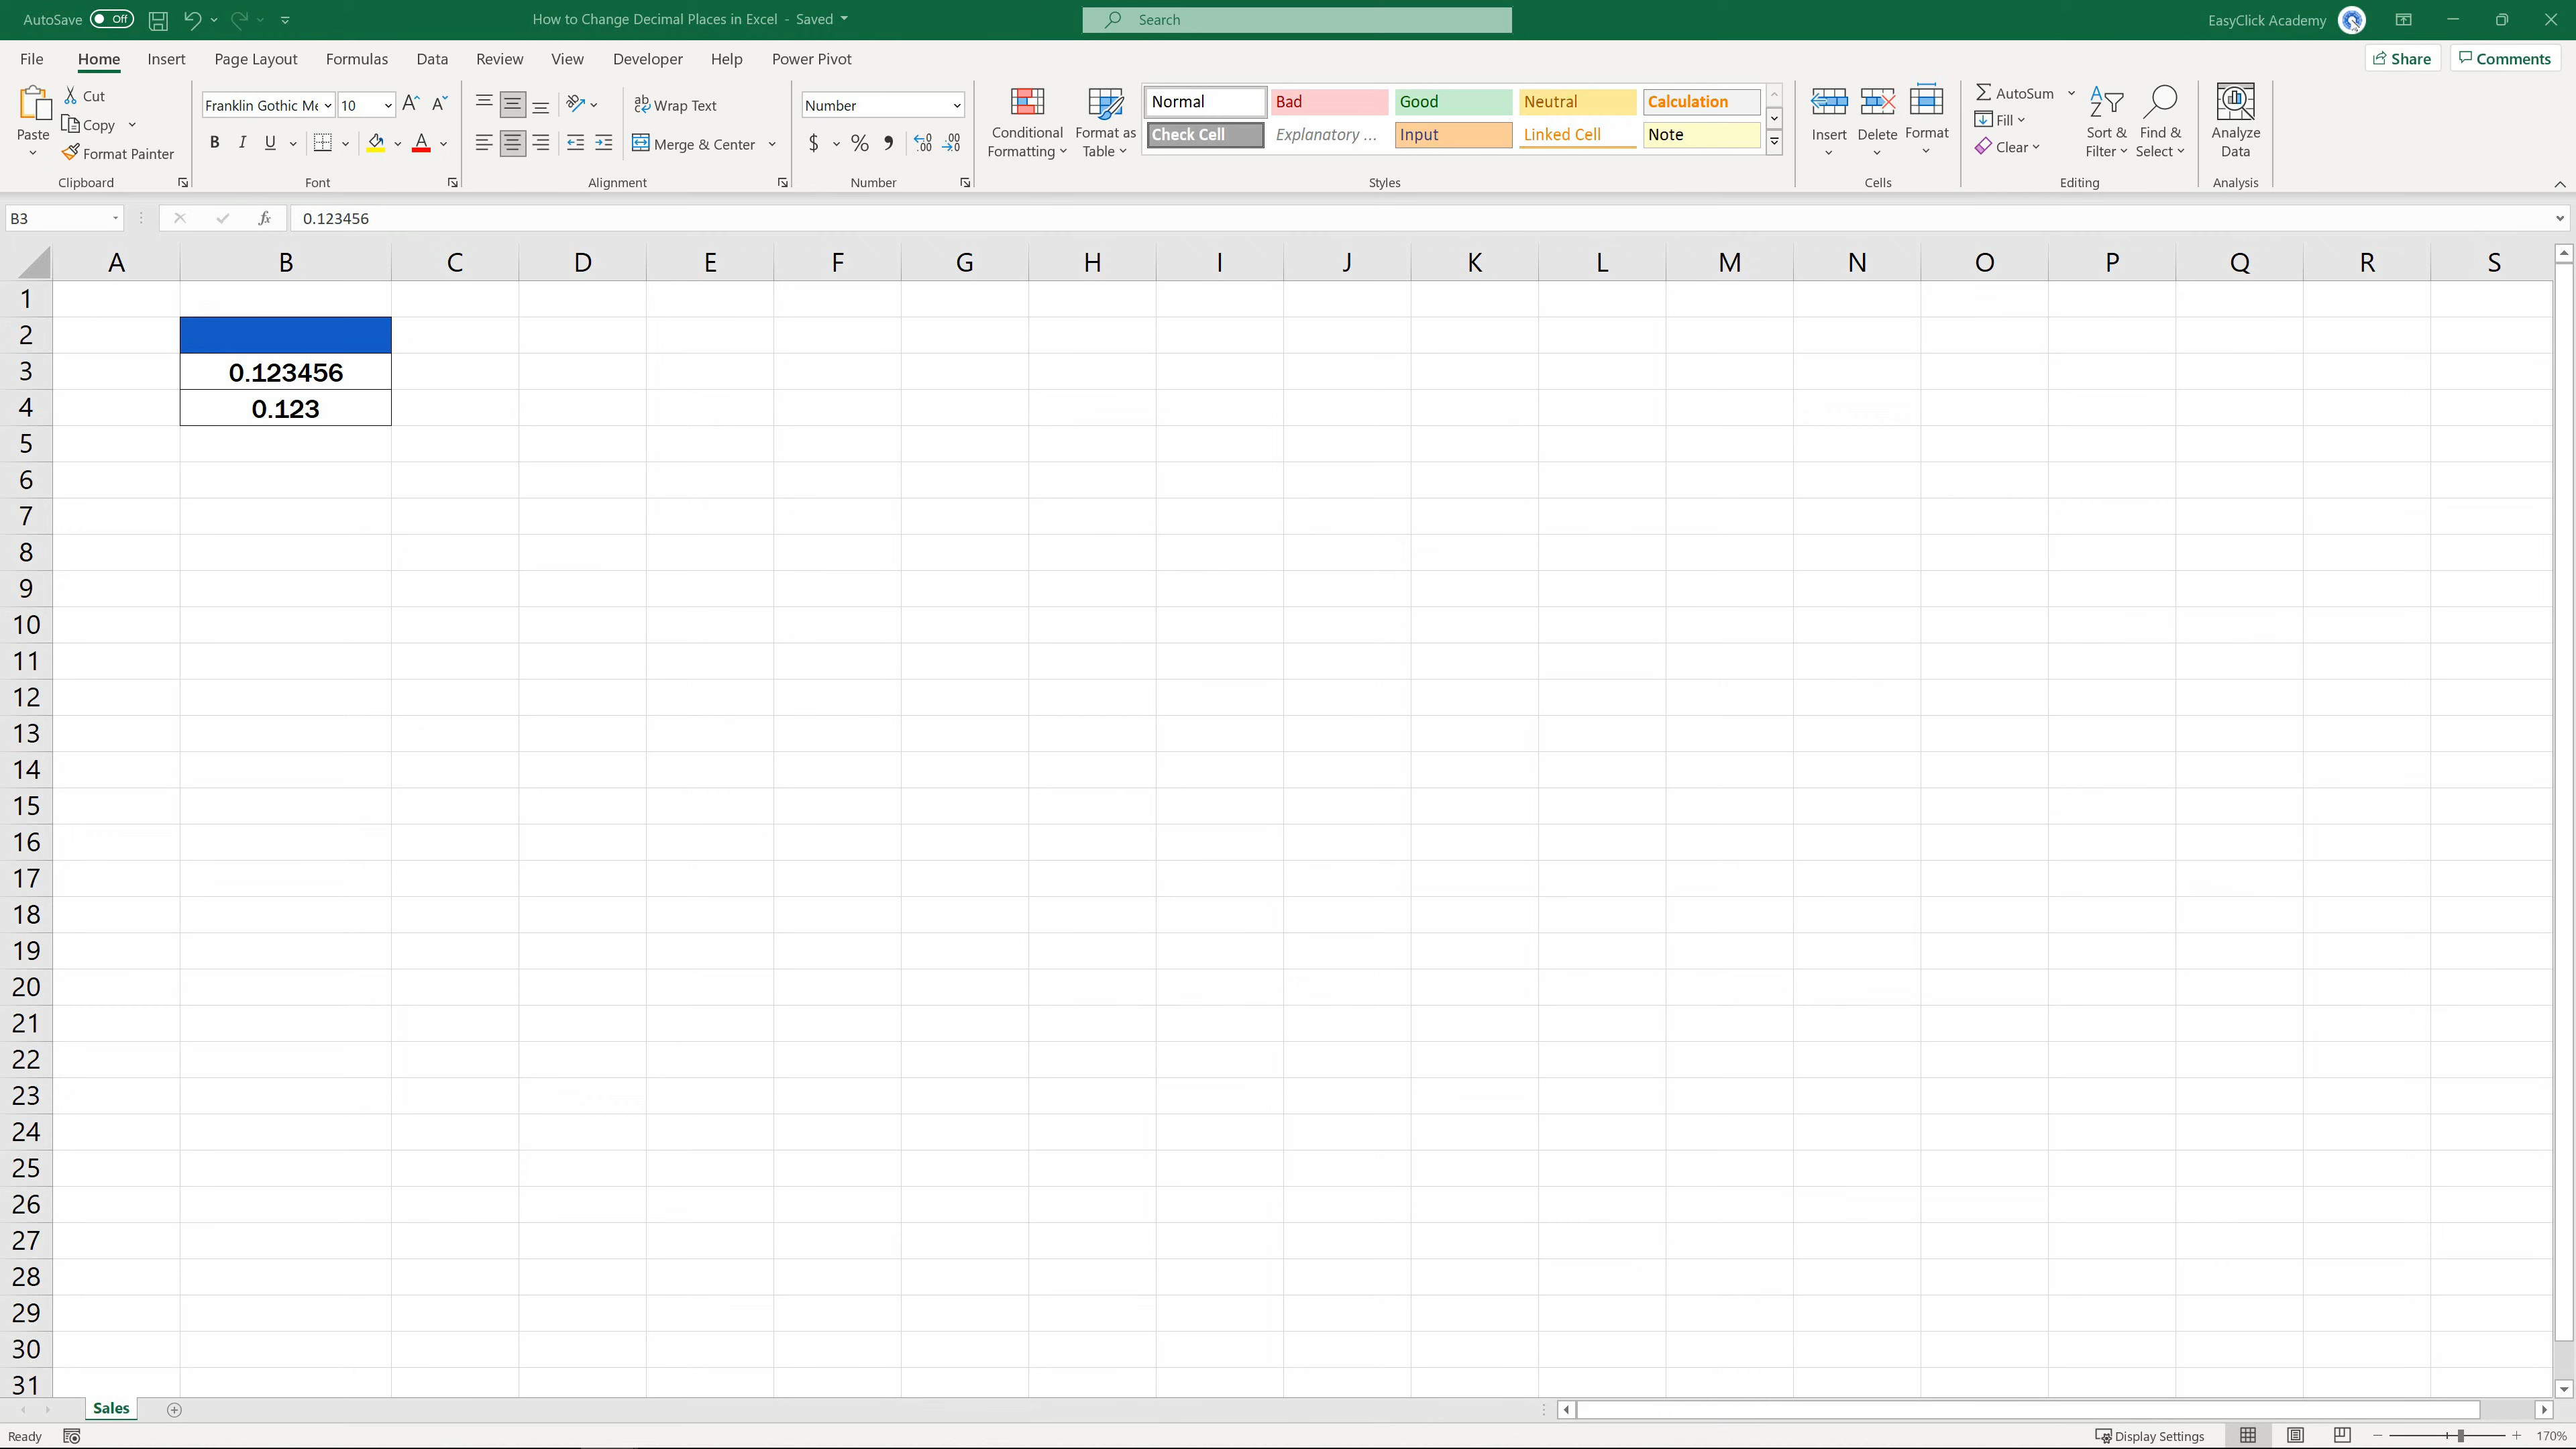 AutoSave Off How to Change Decimal Places in Excel - Saved Search EasyClick Academy
File Home Insert Page Layout Formulas Data Review View Developer Help Power Pivot Share Comments
Paste
Cut
Copy
Format Painter
Clipboard
Franklin Gothic Me 10
B I U
Font
Wrap Text
Merge & Center
Alignment
Number
$ % 9
Number
Conditional
Formatting
Format as
Table
Normal Bad Good Neutral Calculation
Check Cell Explanatory ... Input Linked Cell Note
Styles
Insert Delete Format
Cells
AutoSum
Fill
Clear
Sort &
Filter
Find &
Select
Editing
Analyze
Data
Analysis
B3 fx 0.123456
A B C D E F G H I J K L M N O P Q R S
1
2
3 0.123456
4 0.123
5
6
7
8
9
10
11
12
13
14
15
16
17
18
19
20
21
22
23
24
25
26
27
28
29
30
31
Sales
Ready Display Settings 170%